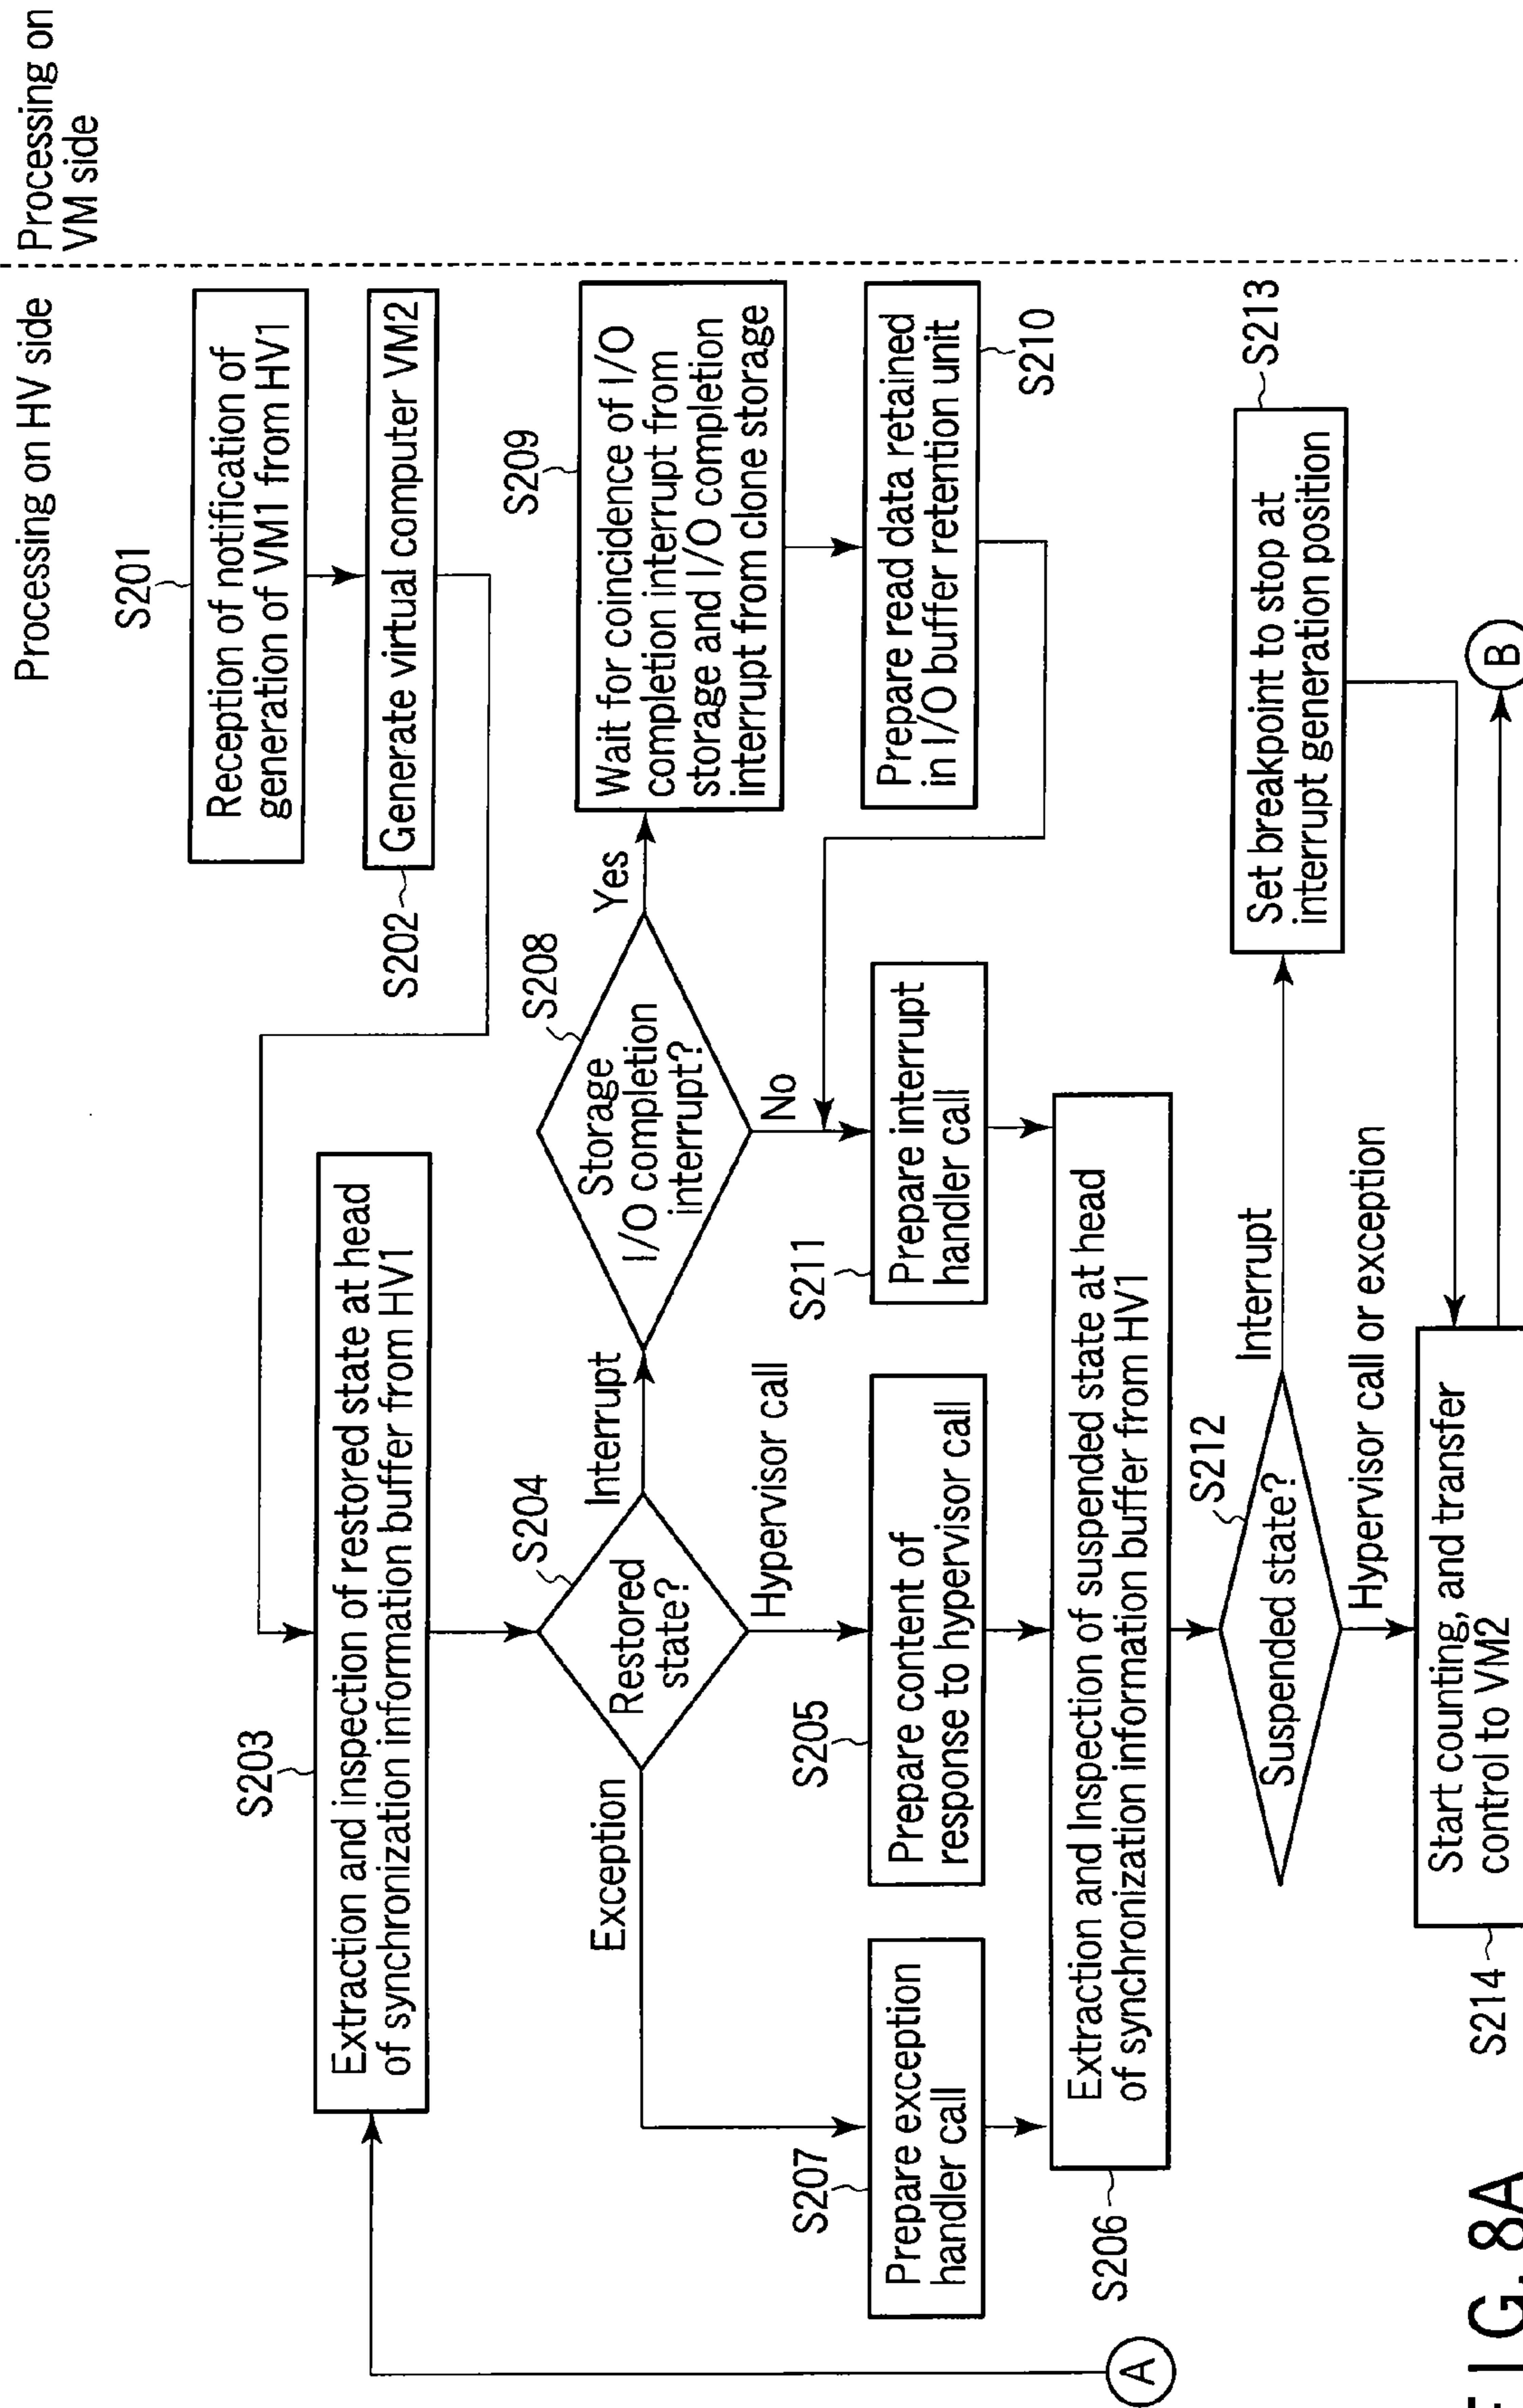 Processing on HV side
Processing on
VM side
S201
Reception of notification of
generation of VM1 from HV1
S202
Generate virtual computer VM2
S203
Extraction and inspection of restored state at head
of synchronization information buffer from HV1
S204
Restored
state?
Exception
Interrupt
Hypervisor call
S208
Storage
I/O completion
interrupt?
Yes
No
S209
Wait for coincidence of I/O
completion interrupt from
storage and I/O completion
interrupt from clone storage
S207
Prepare exception
handler call
S205
Prepare content of
response to hypervisor call
S211
Prepare interrupt
handler call
Prepare read data retained
in I/O buffer retention unit
S210
S206
Extraction and Inspection of suspended state at head
of synchronization information buffer from HV1
A
S212
Suspended state?
Interrupt
Hypervisor call or exception
S213
Set breakpoint to stop at
interrupt generation position
S214
Start counting, and transfer
control to VM2
B
FIG. 8A